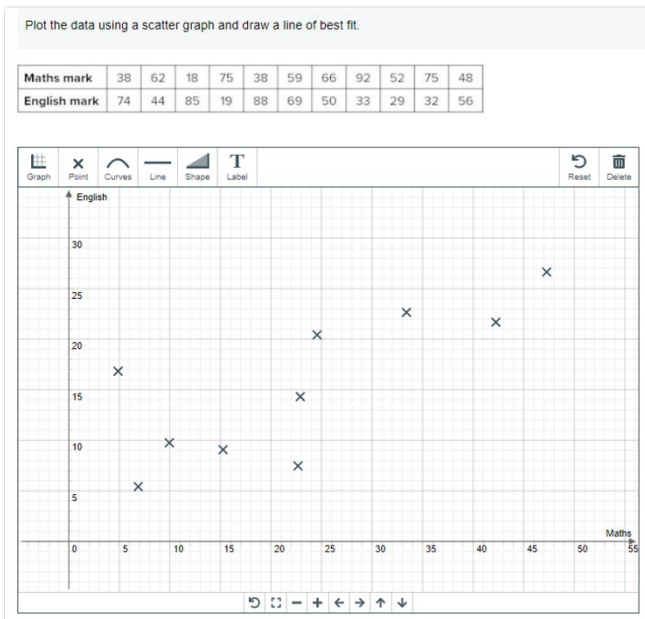 Plot the data using a scatter graph and draw a line of best fit.
Maths mark 38 62 18 75 38 59 66 92 52 75 48
English mark 74 44 85 19 88 69 50 33 29 32 56
Graph Point Curves Line Shape T Label Reset Delete
English
30
25
20
15
10
5
Maths
0 5 10 15 20 25 30 35 40 45 50 55